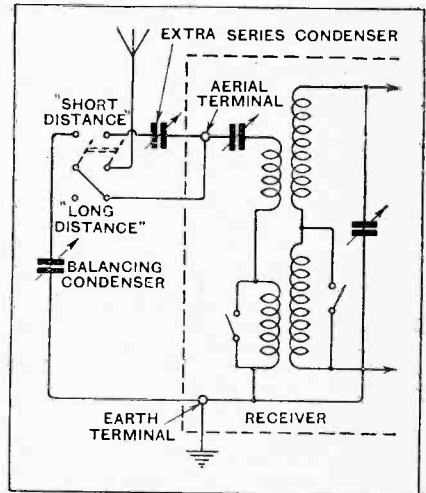 EXTRA SERIES CONDENSER
AERIAL
TERMINAL
"SHORT
DISTANCE"
"LONG
DISTANCE"
BALANCING
CONDENSER
EARTH
TERMINAL
RECEIVER